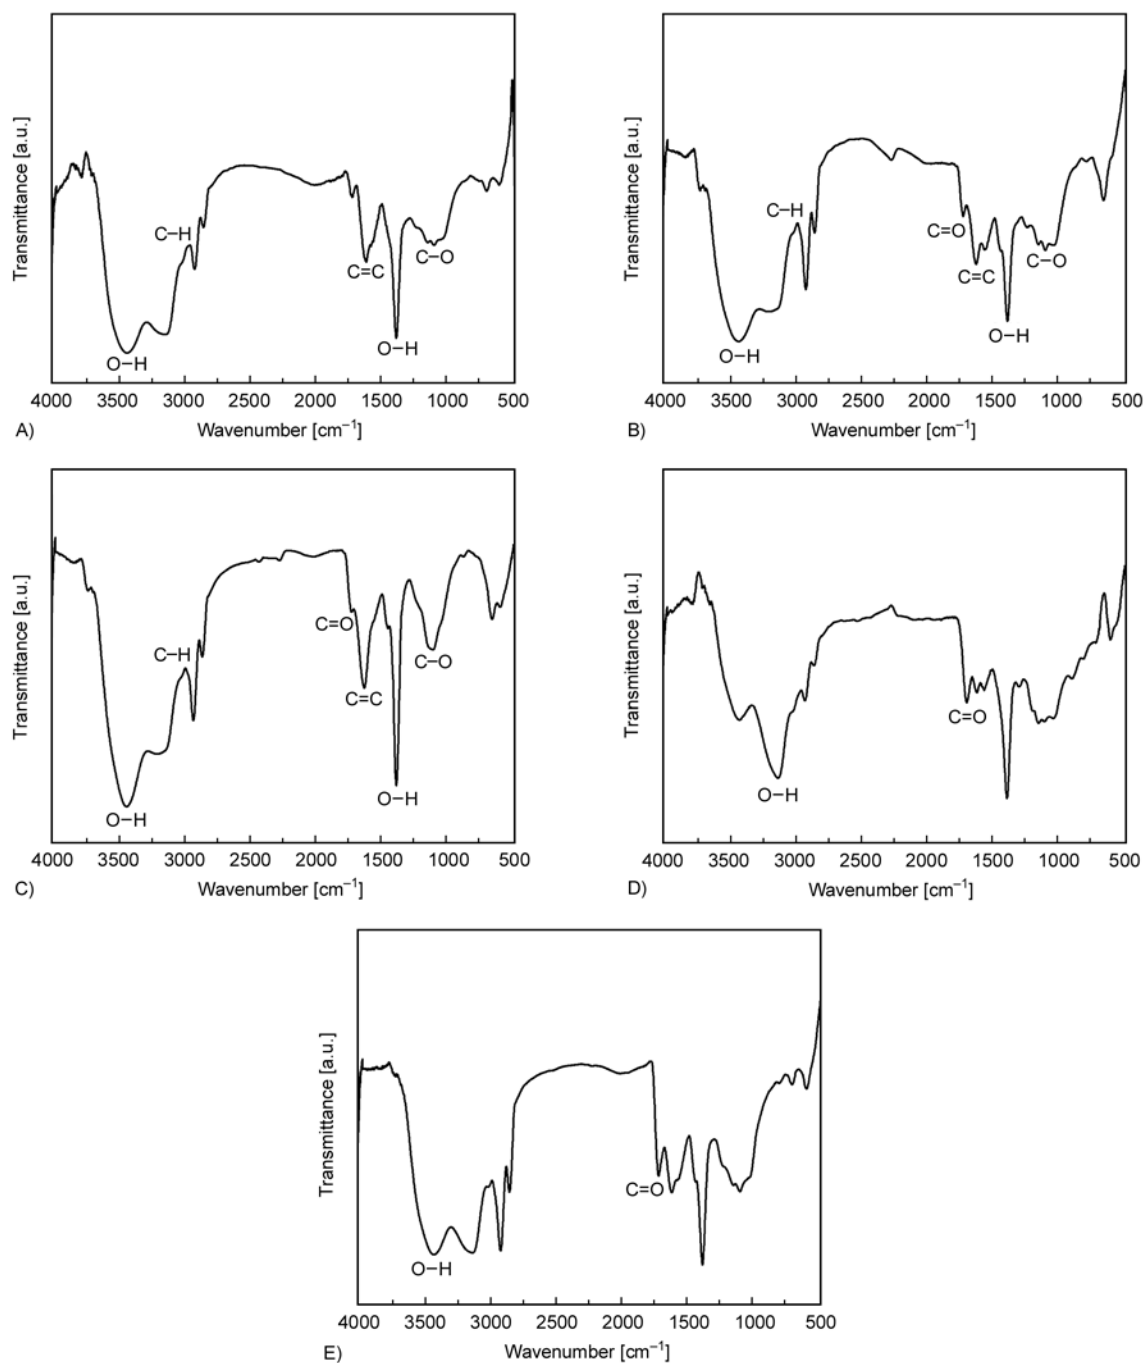 Transmittance [a.u.]
C–H
C=C
C–O
O–H
O–H
4000 3500 3000 2500 2000 1500 1000 500
A)
Wavenumber [cm⁻¹]
Transmittance [a.u.]
C–H
C=O
C=C
C–O
O–H
O–H
4000 3500 3000 2500 2000 1500 1000 500
B)
Wavenumber [cm⁻¹]
Transmittance [a.u.]
C=O
C–H
C–O
C=C
O–H
O–H
4000 3500 3000 2500 2000 1500 1000 500
C)
Wavenumber [cm⁻¹]
Transmittance [a.u.]
C=O
O–H
4000 3500 3000 2500 2000 1500 1000 500
D)
Wavenumber [cm⁻¹]
Transmittance [a.u.]
C=O
O–H
4000 3500 3000 2500 2000 1500 1000 500
E)
Wavenumber [cm⁻¹]